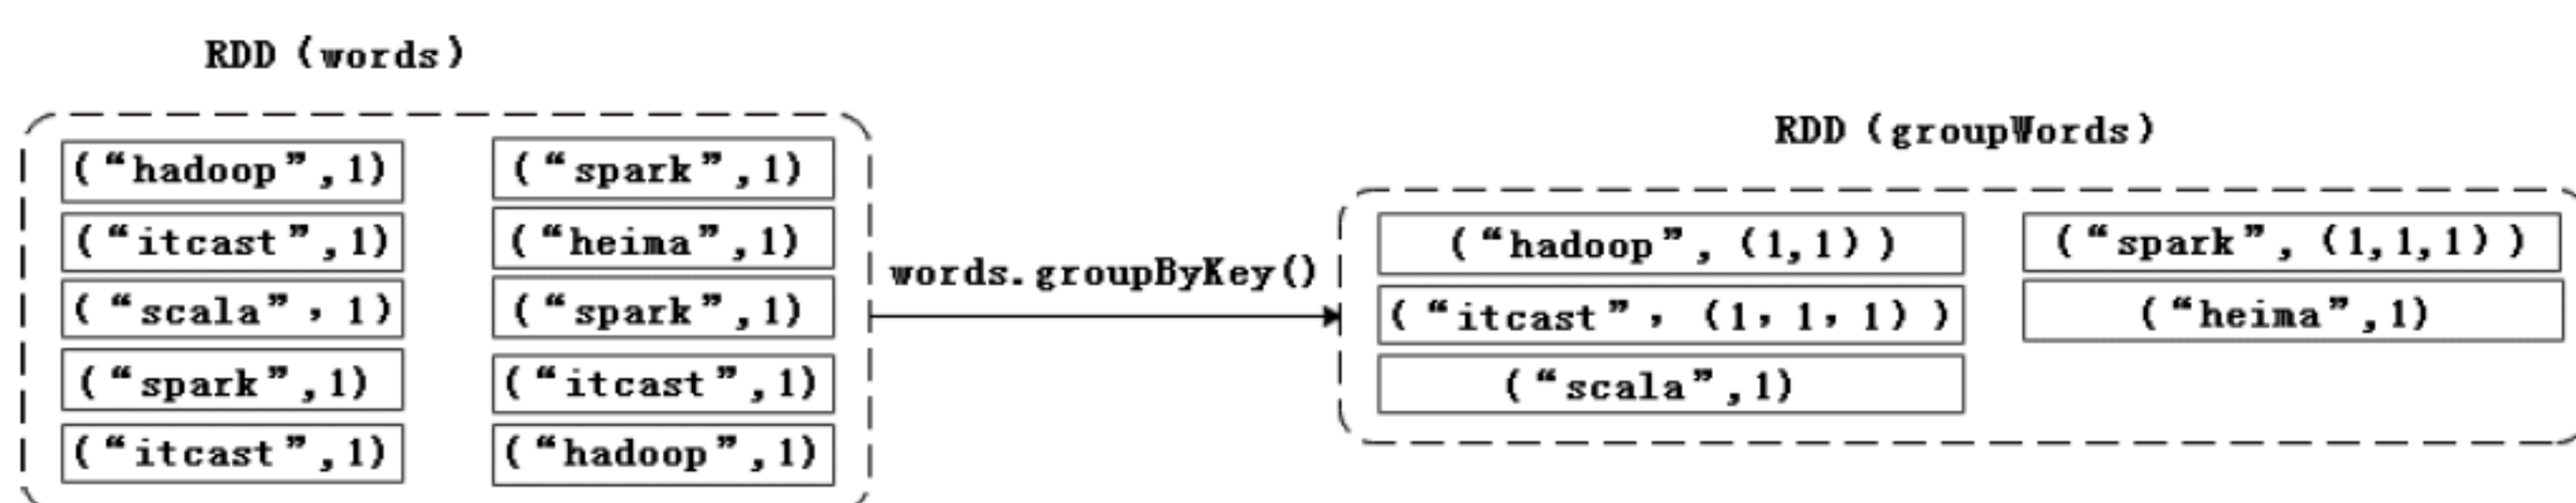 RDD（words）
("hadoop",1)
("itcast",1)
("scala"，1)
("spark",1)
("itcast",1)
("spark",1)
("heima",1)
("spark",1)
("itcast",1)
("hadoop",1)
words.groupByKey()
RDD（groupWords）
("hadoop",（1,1）)
("itcast"，（1，1，1）)
("scala",1)
("spark",（1,1,1）)
("heima",1)